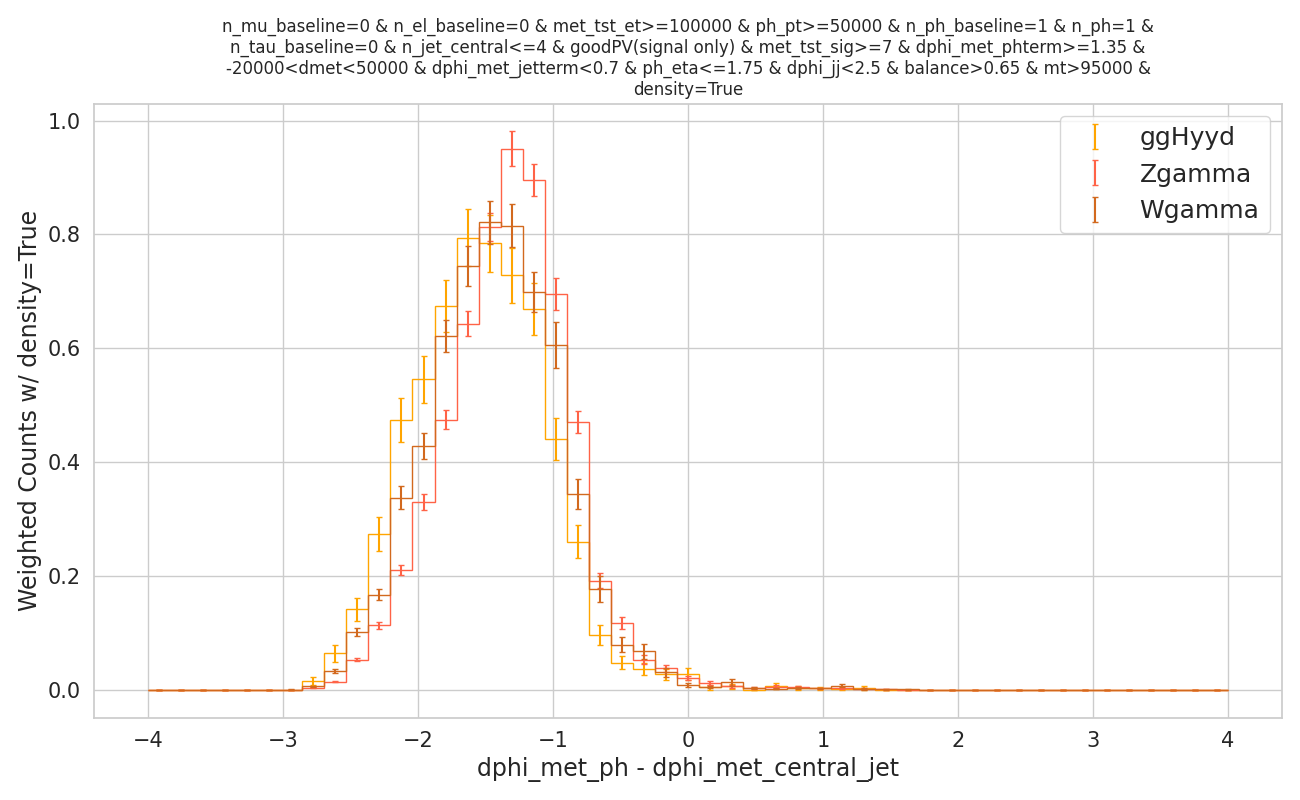 n_mu_baseline=0 & n_el_baseline=0 & met_tst_et>=100000 & ph_pt>=50000 & n_ph_baseline=1 & n_ph=1 &
n_tau_baseline=0 & n_jet_central<=4 & goodPV(signal only) & met_tst_sig>=7 & dphi_met_phterm>=1.35 &
-20000<dmet<50000 & dphi_met_jetterm<0.7 & ph_eta<=1.75 & dphi_jj<2.5 & balance>0.65 & mt>95000 &
density=True
ggHyyd
Zgamma
Wgamma
Weighted Counts w/ density=True
1.0
0.8
0.6
0.4
0.2
0.0
−4 −3 −2 −1 0 1 2 3 4
dphi_met_ph - dphi_met_central_jet